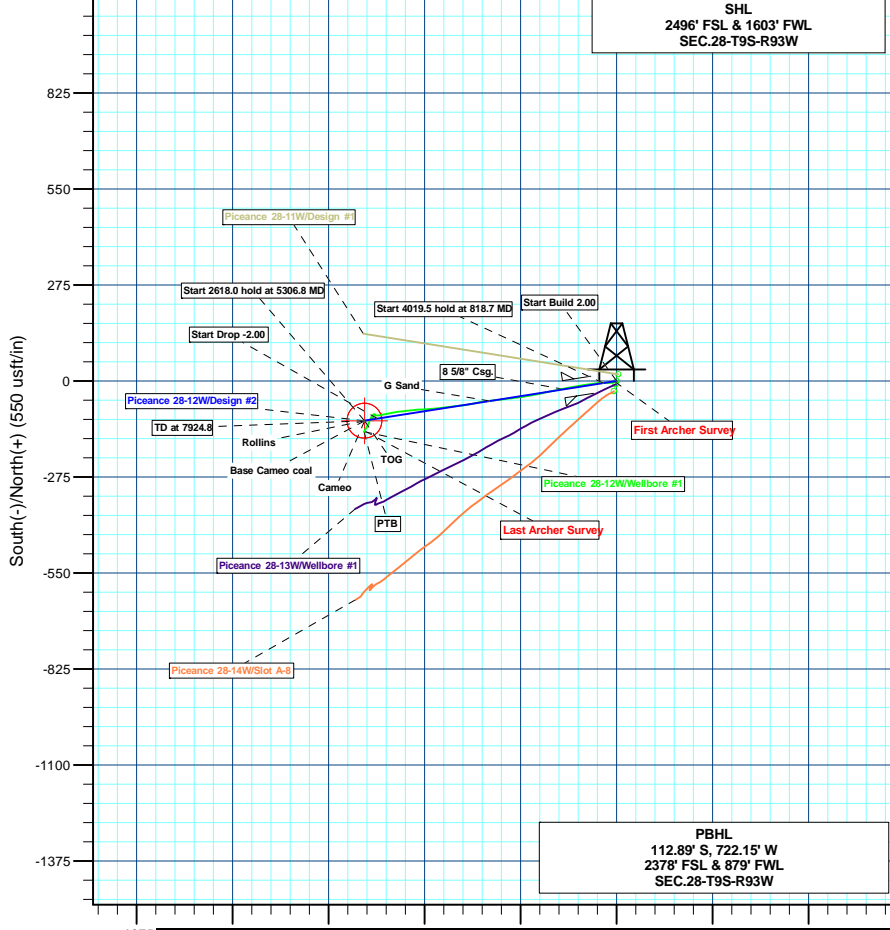 SHL
2496' FSL & 1603' FWL
SEC.28-T9S-R93W
825
550
Piceance 28-11W/Design #1
275
Start 2618.0 hold at 5306.8 MD
Start 4019.5 hold at 818.7 MD
Start Build 2.00
Start Drop -2.00
South(-)/North(+) (550 usft/in)
0
8 5/8" Csg.
G Sand
Piceance 28-12W/Design #2
TD at 7924.8
First Archer Survey
Rollins
TOG
Base Cameo coal
-275
Cameo
Piceance 28-12W/Wellbore #1
PTB
Last Archer Survey
Piceance 28-13W/Wellbore #1
-550
-825
Piceance 28-14W/Slot A-8
-1100
PBHL
112.89' S, 722.15' W
2378' FSL & 879' FWL
SEC.28-T9S-R93W
-1375